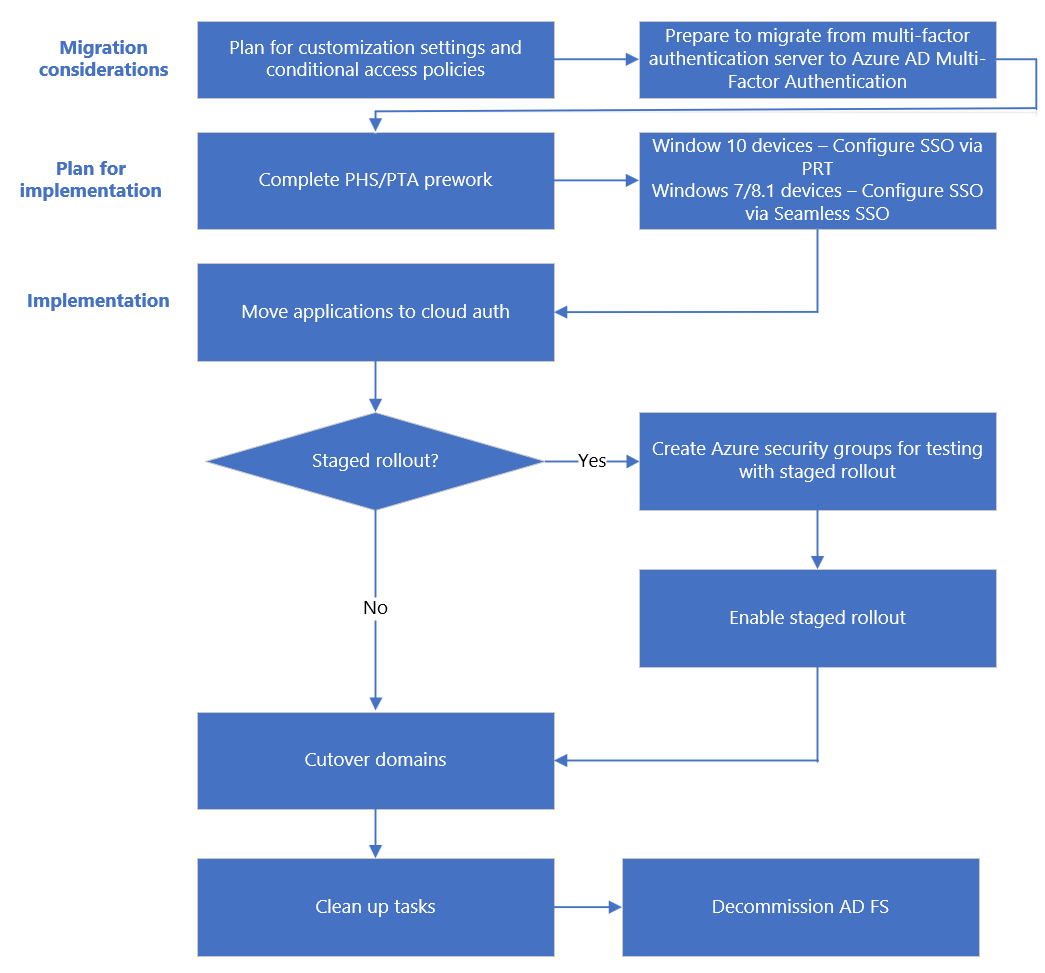 Migration
considerations
Plan for customization settings and
conditional access policies
Prepare to migrate from multi-factor
authentication server to Azure AD Multi-
Factor Authentication
Plan for
implementation
Complete PHS/PTA prework
Window 10 devices – Configure SSO via
PRT
Windows 7/8.1 devices – Configure SSO
via Seamless SSO
Implementation
Move applications to cloud auth
Staged rollout?
Yes
Create Azure security groups for testing
with staged rollout
No
Enable staged rollout
Cutover domains
Clean up tasks
Decommission AD FS